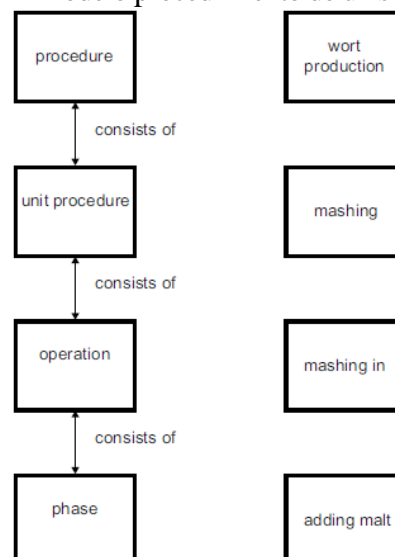 procedure
wort
production
consists of
unit procedure
mashing
consists of
operation
mashing in
consists of
phase
adding malt